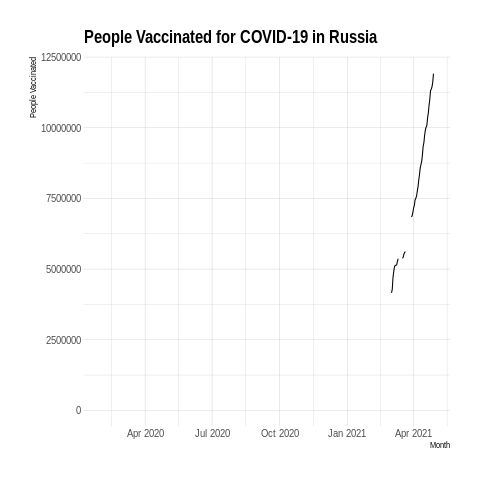 People Vaccinated for COVID-19 in Russia
People Vaccinated
12500000
10000000
7500000
5000000
2500000
0
Apr 2020 Jul 2020 Oct 2020 Jan 2021 Apr 2021
Month